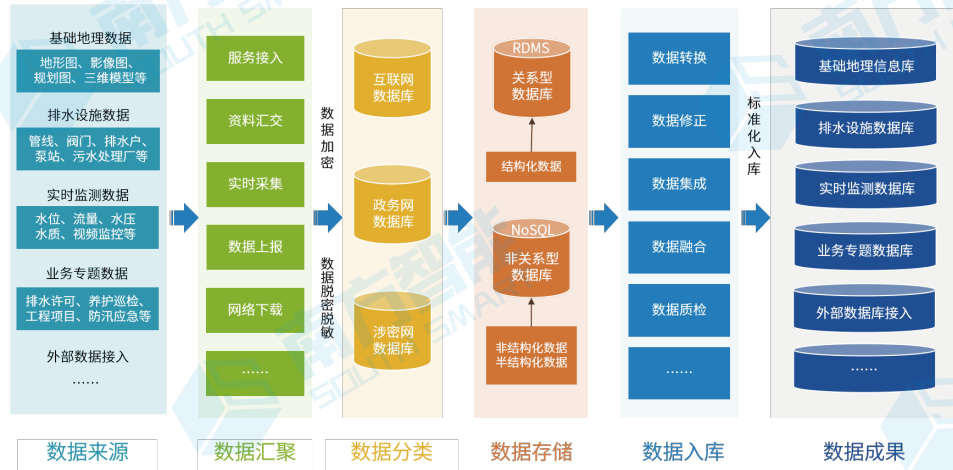 基础地理数据
地形图、影像图、
规划图、三维模型等
排水设施数据
管线、阀门、排水户、
泵站、污水处理厂等
实时监测数据
水位、流量、水压
水质、视频监控等
业务专题数据
排水许可、养护巡检、
工程项目、防汛应急等
外部数据接入
……
数据来源
服务接入
资料汇交
实时采集
数据上报
网络下载
……
数据汇聚
数据加密
数据脱密脱敏
互联网
数据库
政务网
数据库
涉密网
数据库
数据分类
RDMS
关系型
数据库
结构化数据
NoSQL
非关系型
数据库
非结构化数据
半结构化数据
数据存储
数据转换
数据修正
数据集成
数据融合
数据质检
……
数据入库
标准化入库
基础地理信息库
排水设施数据库
实时监测数据库
业务专题数据库
外部数据库接入
……
数据成果
南方智能
SOUTH SMART